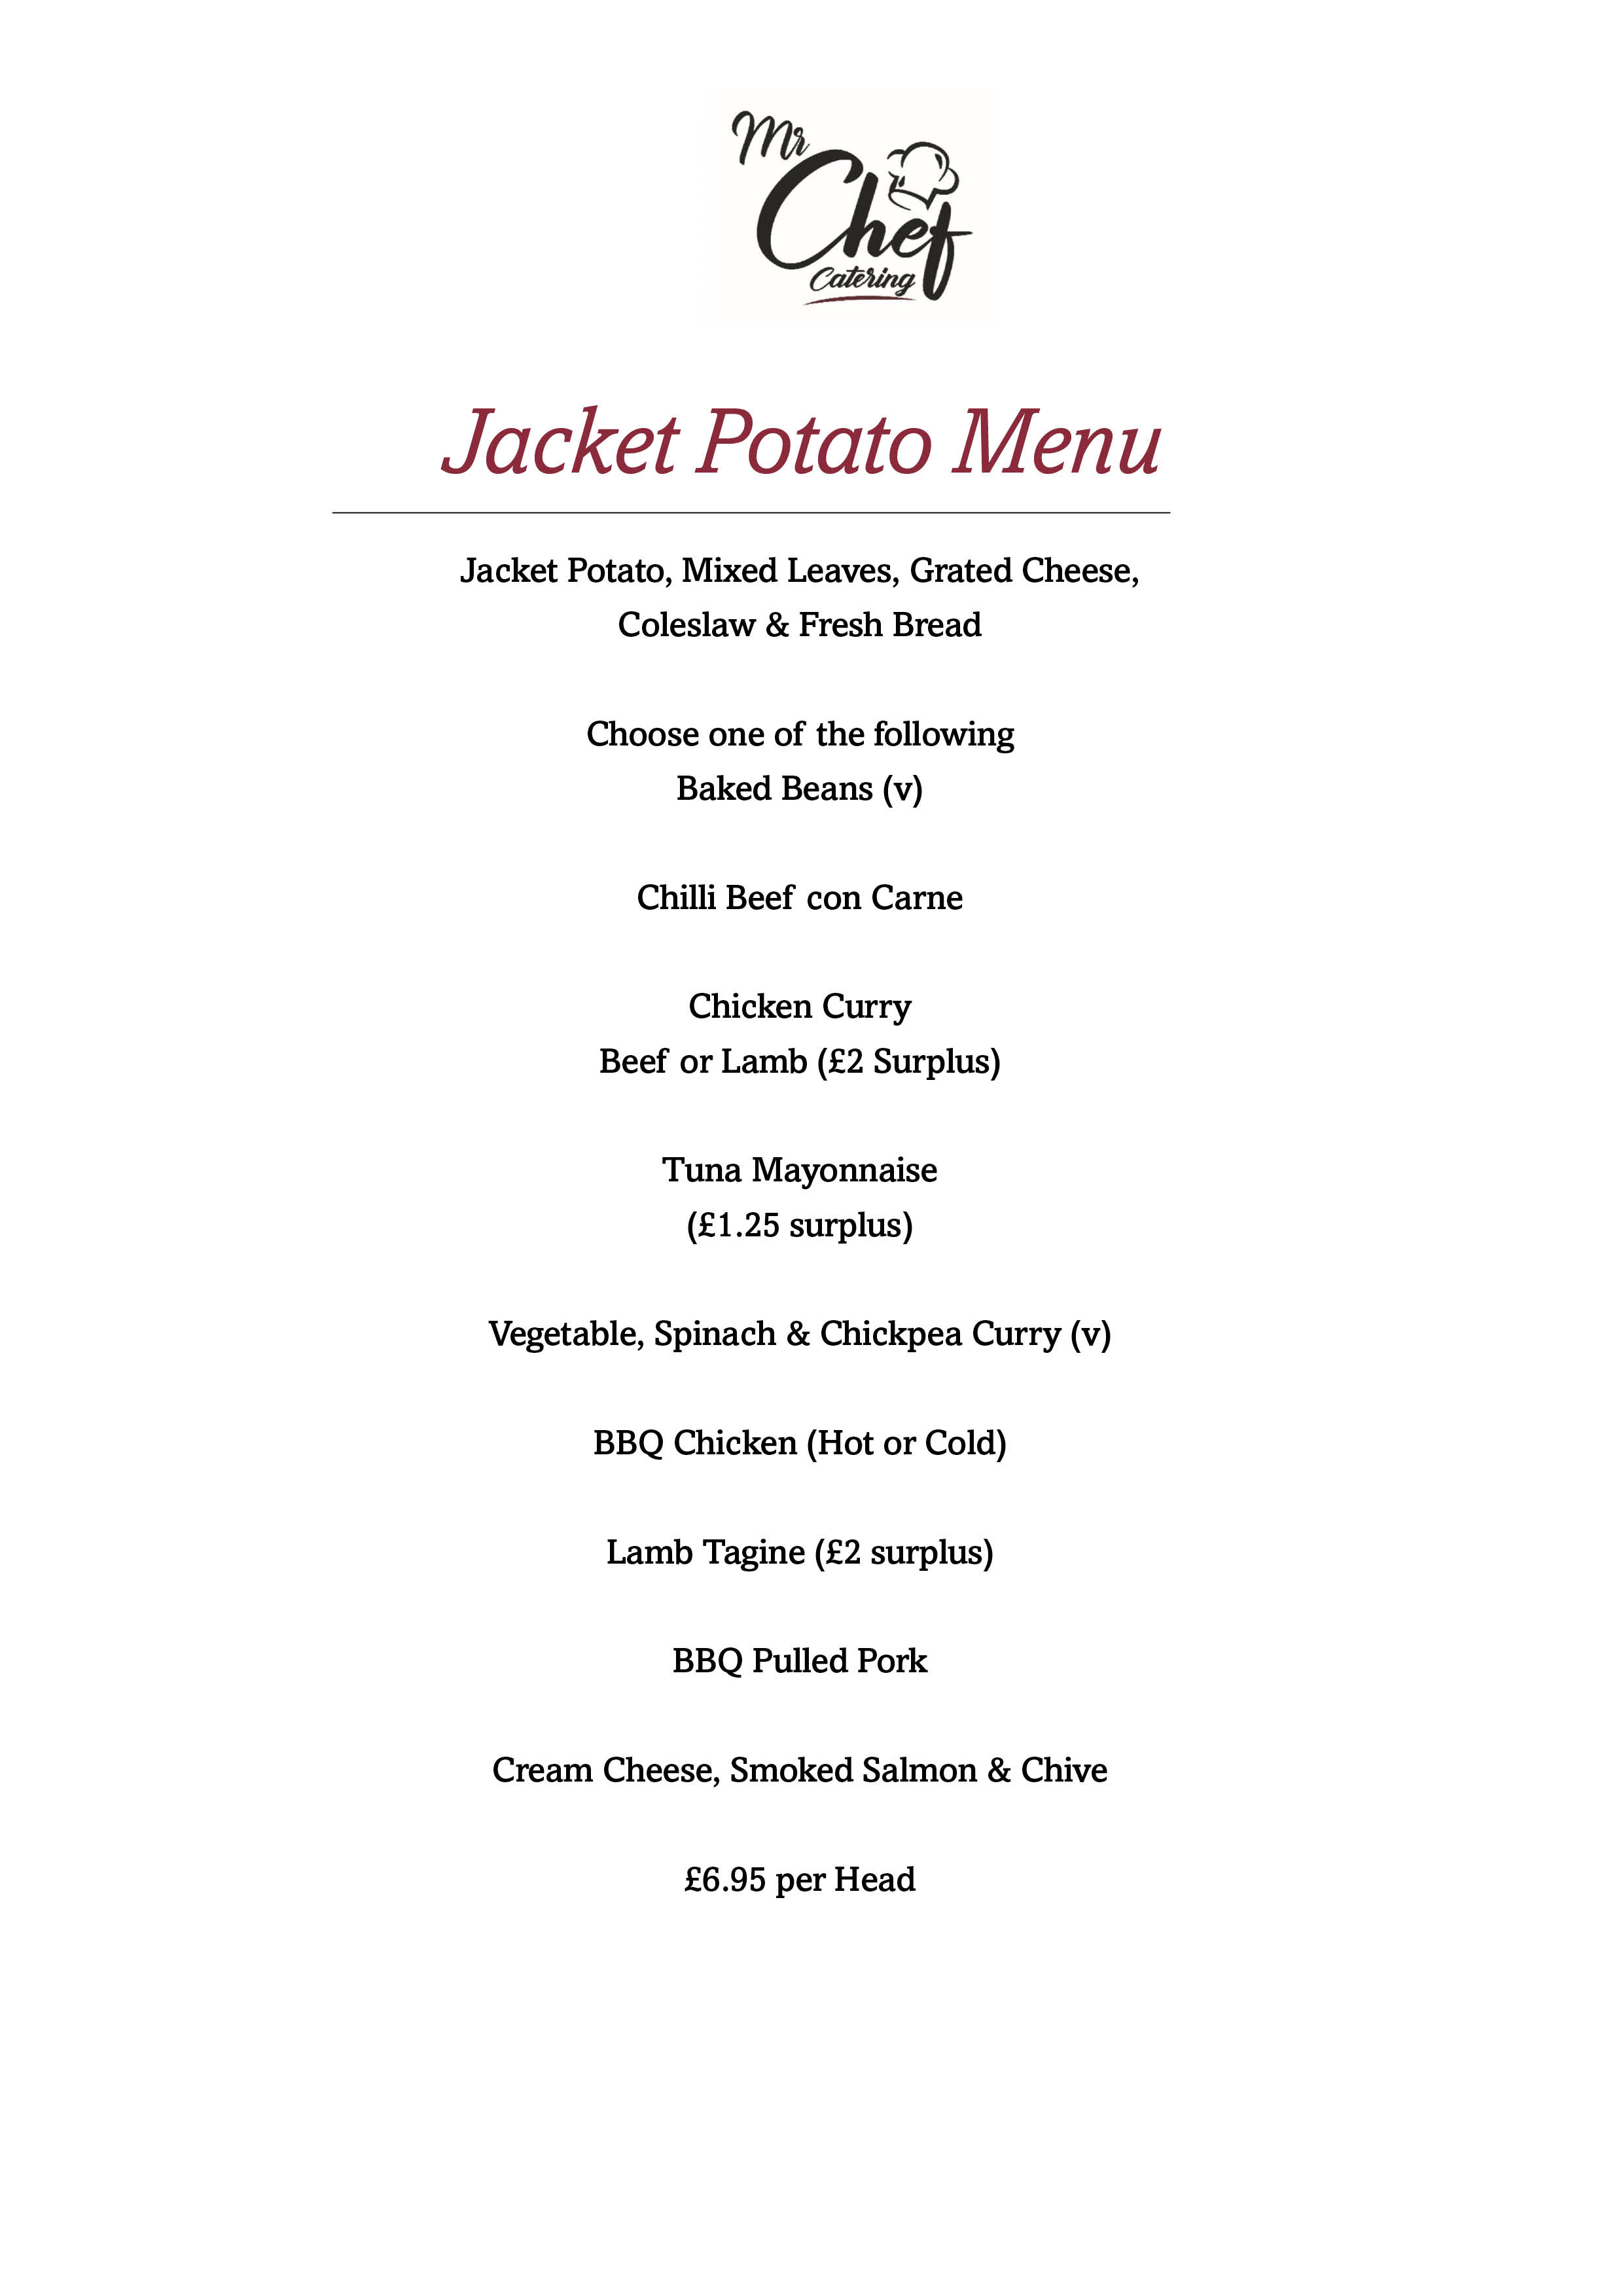 Mr
Chef
Catering
Jacket Potato Menu
Jacket Potato, Mixed Leaves, Grated Cheese,
Coleslaw & Fresh Bread
Choose one of the following
Baked Beans (v)
Chilli Beef con Carne
Chicken Curry
Beef or Lamb (£2 Surplus)
Tuna Mayonnaise
(£1.25 surplus)
Vegetable, Spinach & Chickpea Curry (v)
BBQ Chicken (Hot or Cold)
Lamb Tagine (£2 surplus)
BBQ Pulled Pork
Cream Cheese, Smoked Salmon & Chive
£6.95 per Head